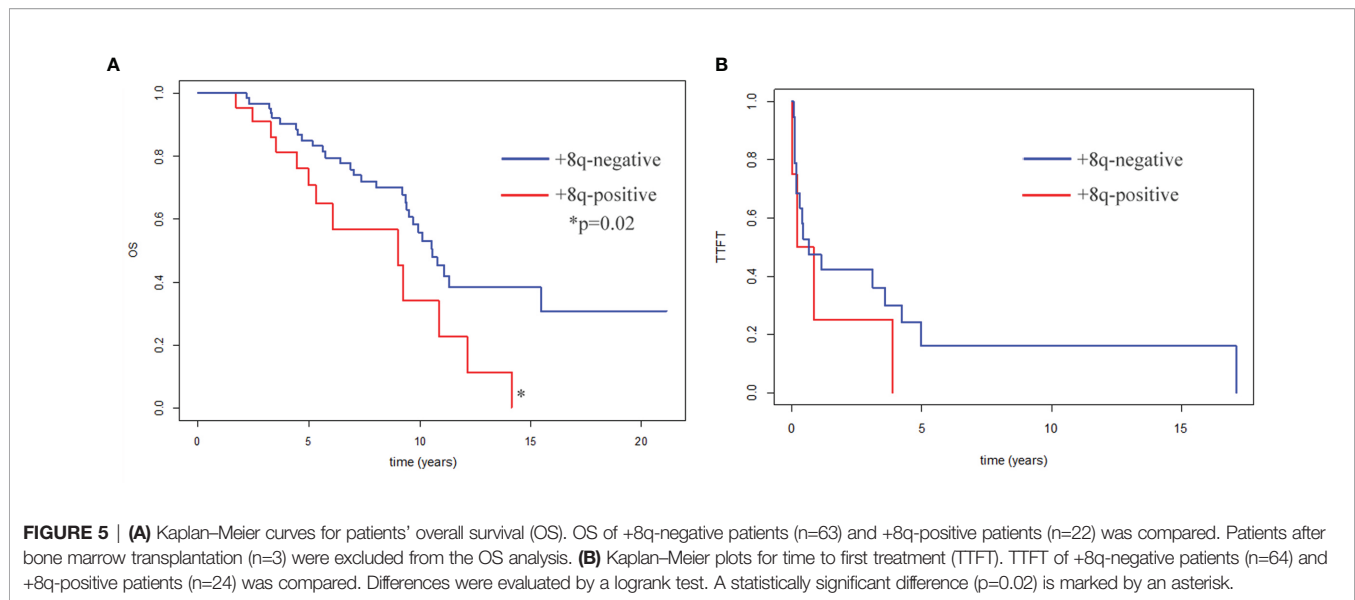 A
OS
1.0
0.8
0.6
0.4
0.2
0.0
+8q-negative
+8q-positive
*p=0.02
*
0 5 10 15 20
time (years)
B
TTFT
1.0
0.8
0.6
0.4
0.2
0.0
+8q-negative
+8q-positive
0 5 10 15
time (years)
FIGURE 5 | (A) Kaplan–Meier curves for patients' overall survival (OS). OS of +8q-negative patients (n=63) and +8q-positive patients (n=22) was compared. Patients after
bone marrow transplantation (n=3) were excluded from the OS analysis. (B) Kaplan–Meier plots for time to first treatment (TTFT). TTFT of +8q-negative patients (n=64) and
+8q-positive patients (n=24) was compared. Differences were evaluated by a logrank test. A statistically significant difference (p=0.02) is marked by an asterisk.